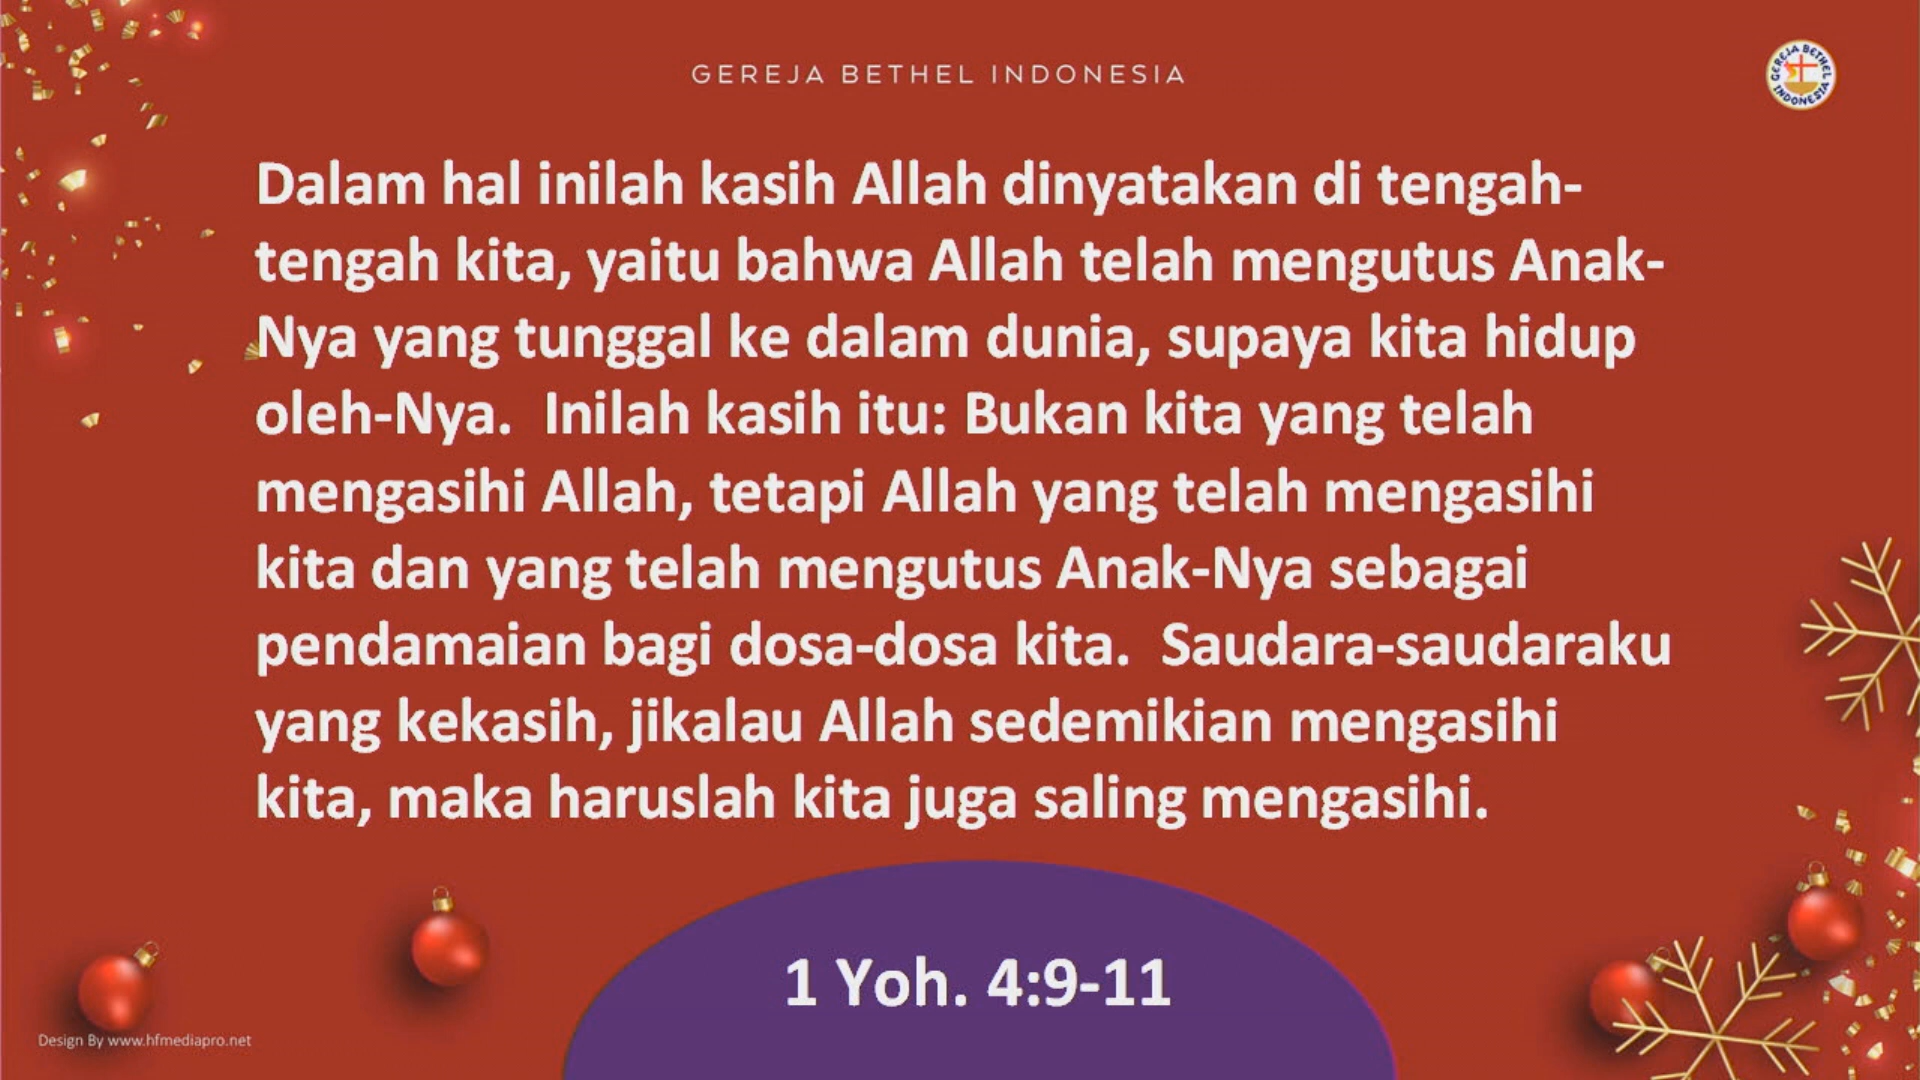 GEREJA BETHEL INDONESIA
GEREJA BETHEL INDONESIA
Dalam hal inilah kasih Allah dinyatakan di tengah-
tengah kita, yaitu bahwa Allah telah mengutus Anak-
Nya yang tunggal ke dalam dunia, supaya kita hidup
oleh-Nya.  Inilah kasih itu: Bukan kita yang telah
mengasihi Allah, tetapi Allah yang telah mengasihi
kita dan yang telah mengutus Anak-Nya sebagai
pendamaian bagi dosa-dosa kita.  Saudara-saudaraku
yang kekasih, jikalau Allah sedemikian mengasihi
kita, maka haruslah kita juga saling mengasihi.
1 Yoh. 4:9-11
Design By www.hfmediapro.net